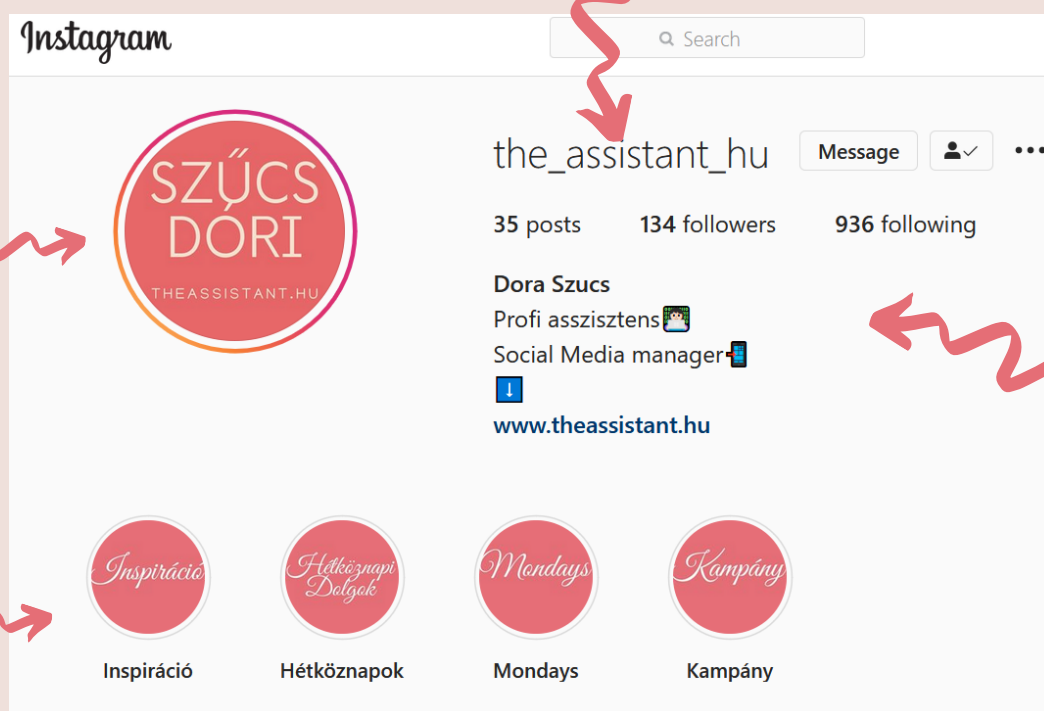 Instagram
Search
SZŰCS
DÓRI
THEASSISTANT.HU
the_assistant_hu Message
35 posts 134 followers 936 following
Dora Szucs
Profi asszisztens
Social Media manager
www.theassistant.hu
Inspiráció Hétköznapi Mondays Kampány
Dolgok
Inspiráció Hétköznapok Mondays Kampány